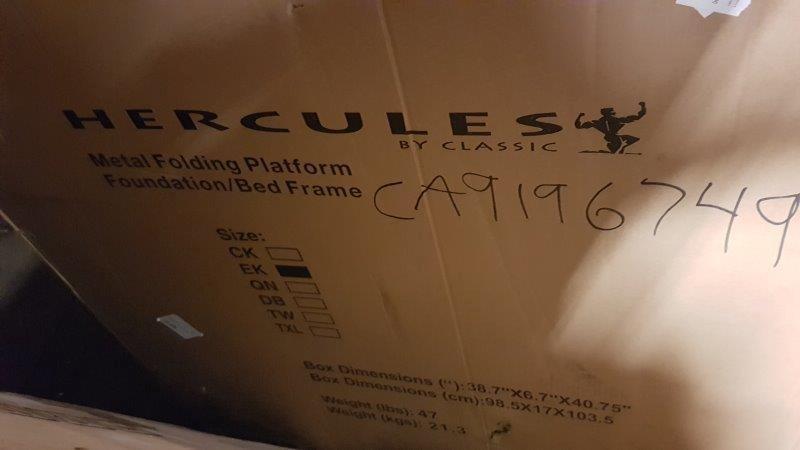 HERCULES
BY CLASSIC
Metal Folding Platform
Foundation/Bed Frame
CA9196749
Size:
CK
EK
QN
DB
TW
TXL
Box Dimensions ("):38.7"X6.7"X40.75"
Box Dimensions (cm):98.5X17X103.5
Weight (lbs): 47
Weight (kgs): 21.3